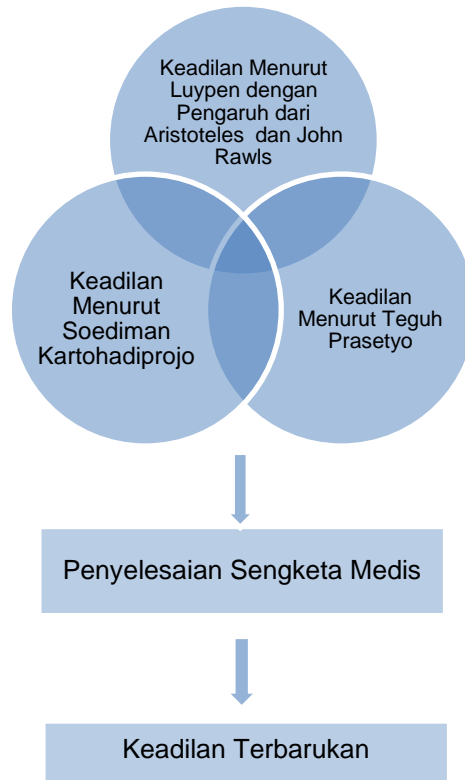 Keadilan Menurut
Luypen dengan
Pengaruh dari
Aristoteles dan John
Rawls
Keadilan
Menurut
Soediman
Kartohadiprojo
Keadilan
Menurut Teguh
Prasetyo
Penyelesaian Sengketa Medis
Keadilan Terbarukan